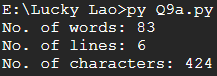 E:\Lucky Lao>py Q9a.py
No. of words: 83
No. of lines: 6
No. of characters: 424